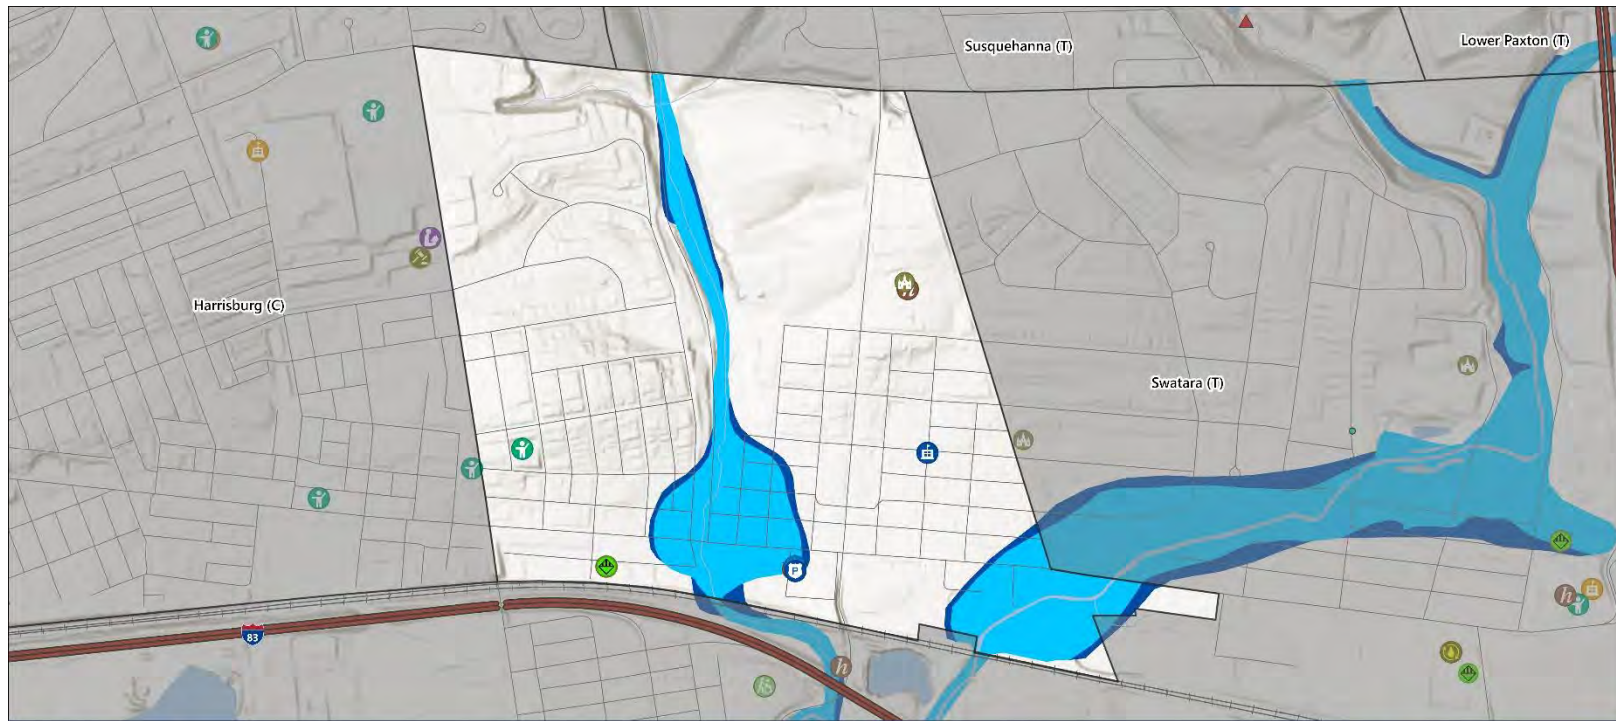 Susquehanna (T)
Lower Paxton (T)
Harrisburg (C)
Swatara (T)
P
h
83
h